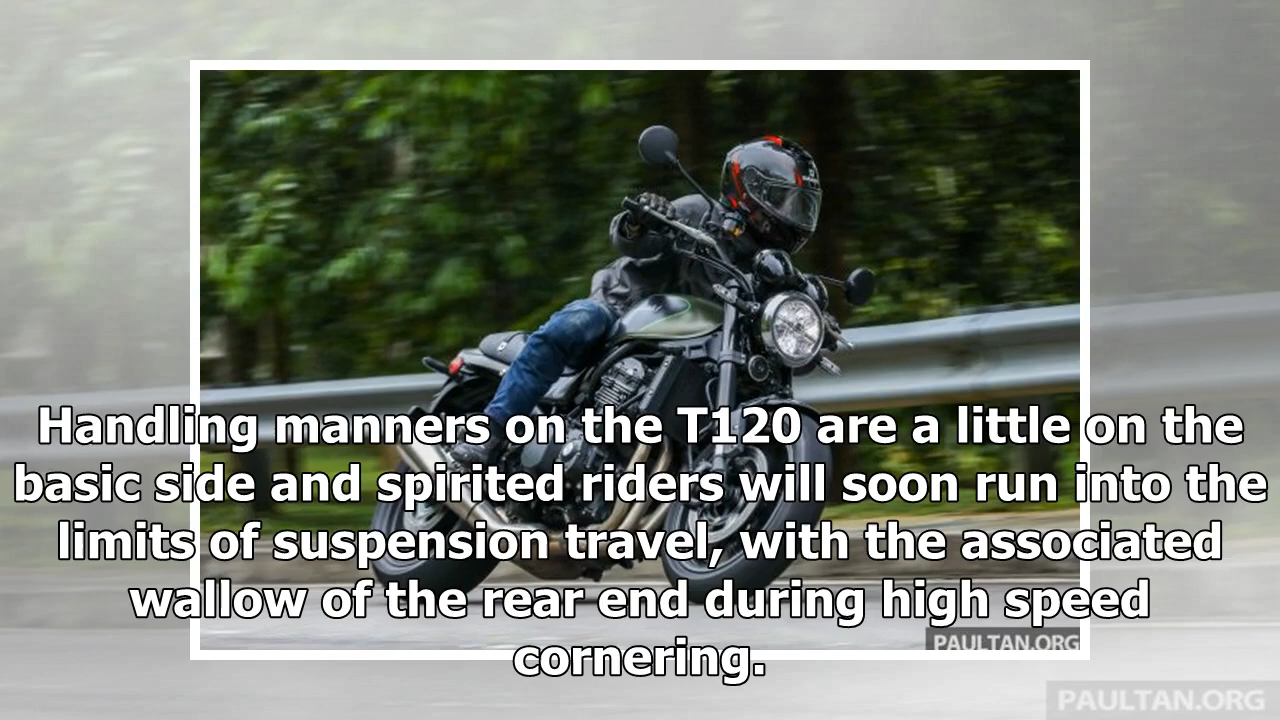 Handling manners on the T120 are a little on the
basic side and spirited riders will soon run into the
limits of suspension travel, with the associated
wallow of the rear end during high speed
cornering.
PAULTAN.ORG
PAULTAN.ORG